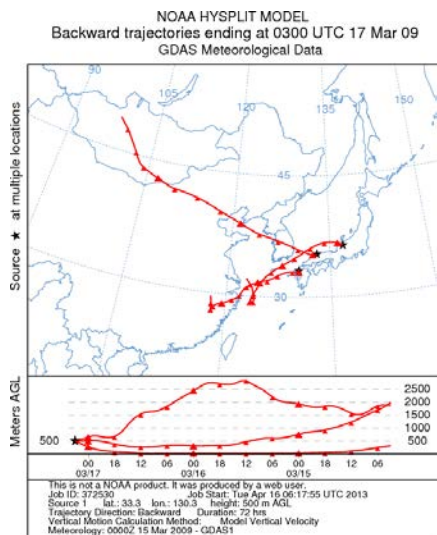 NOAA HYSPLIT MODEL
Backward trajectories ending at 0300 UTC 17 Mar 09
GDAS Meteorological Data
Source ★ at multiple locations
90
105
120
135
150
45
30
Meters AGL
500
2500
2000
1500
1000
500
00 18 12 06 00 18 12 06 00 18 12 06
03/17 03/16 03/15
This is not a NOAA product. It was produced by a web user.
Job ID: 372530 Job Start: Tue Apr 16 06:17:55 UTC 2013
Source 1 lat.: 33.3 lon.: 130.3 height: 500 m AGL
Trajectory Direction: Backward Duration: 72 hrs
Vertical Motion Calculation Method: Model Vertical Velocity
Meteorology: 0000Z 15 Mar 2009 - GDAS1